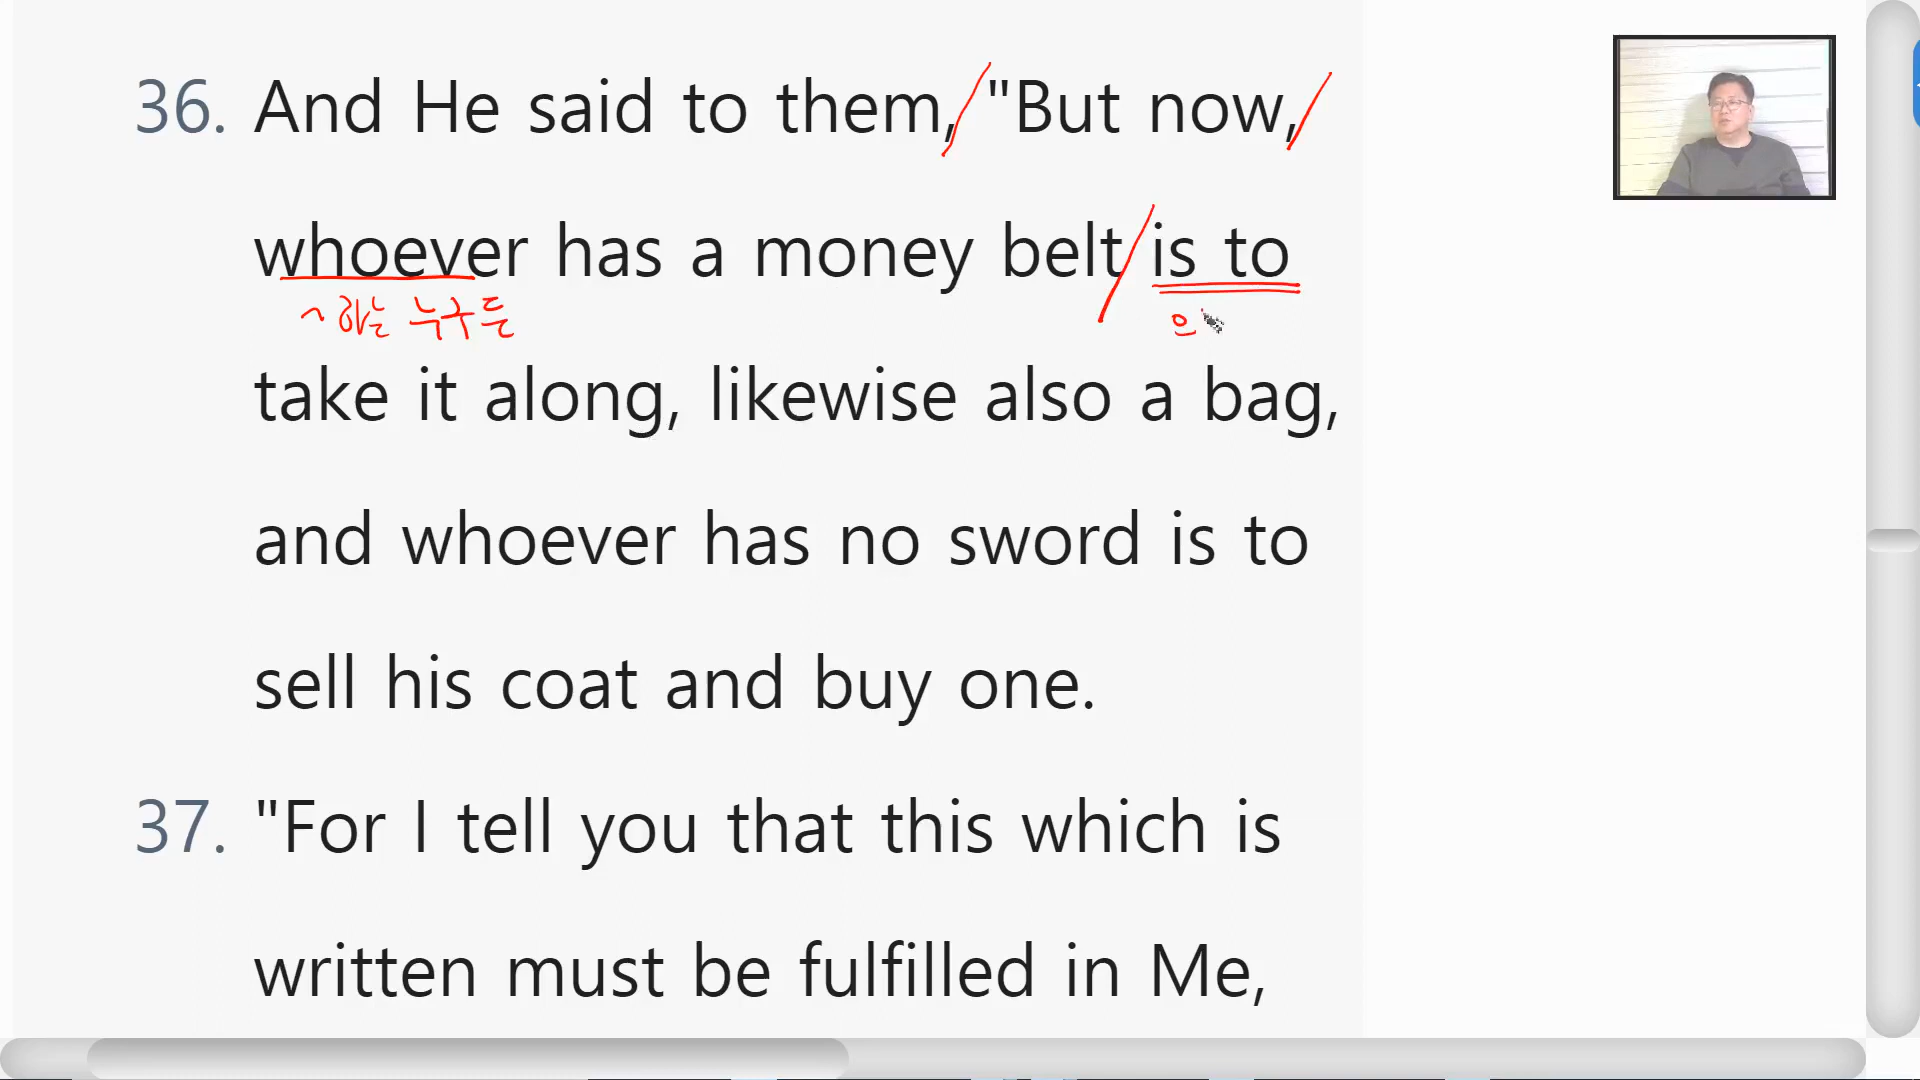 36. And He said to them, "But now,
whoever has a money belt is to
~하는 누구든
take it along, likewise also a bag,
and whoever has no sword is to
sell his coat and buy one.
37. "For I tell you that this which is
written must be fulfilled in Me,